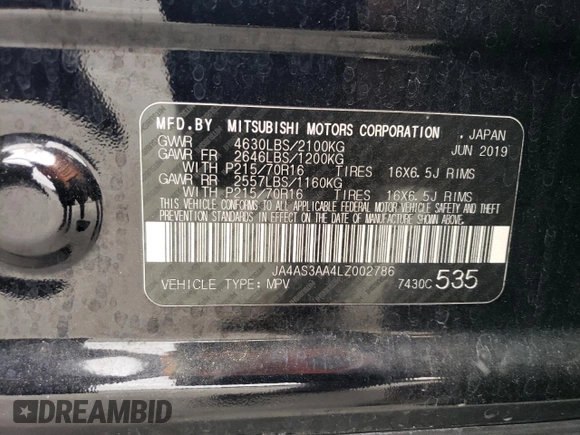 MFD.BY MITSUBISHI MOTORS CORPORATION . JAPAN
GVWR 4630LBS/2100KG JUN 2019
GAWR FR 2646LBS/1200KG
WITH P215/70R16 TIRES 16X6.5J RIMS
GAWR RR 2557LBS/1160KG
WITH P215/70R16 TIRES 16X6.5J RIMS
THIS VEHICLE CONFORMS TO ALL APPLICABLE FEDERAL MOTOR VEHICLE SAFETY AND THEFT
PREVENTION STANDARDS IN EFFECT ON THE DATE OF MANUFACTURE SHOWN ABOVE.
JA4AS3AA4LZ002786
VEHICLE TYPE: MPV 7430C 535
DREAMBID